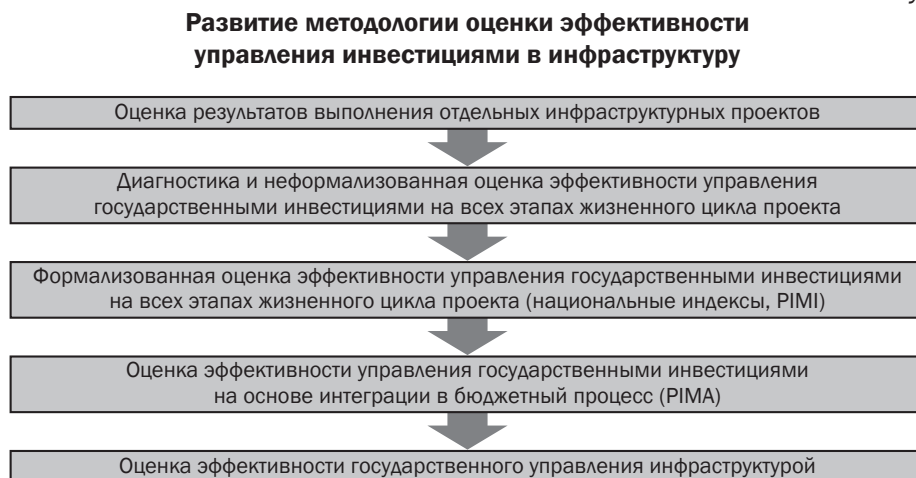 Развитие методологии оценки эффективности
управления инвестициями в инфраструктуру
Оценка результатов выполнения отдельных инфраструктурных проектов
Диагностика и неформализованная оценка эффективности управления
государственными инвестициями на всех этапах жизненного цикла проекта
Формализованная оценка эффективности управления государственными инвестициями
на всех этапах жизненного цикла проекта (национальные индексы, PIMI)
Оценка эффективности управления государственными инвестициями
на основе интеграции в бюджетный процесс (PIMA)
Оценка эффективности государственного управления инфраструктурой